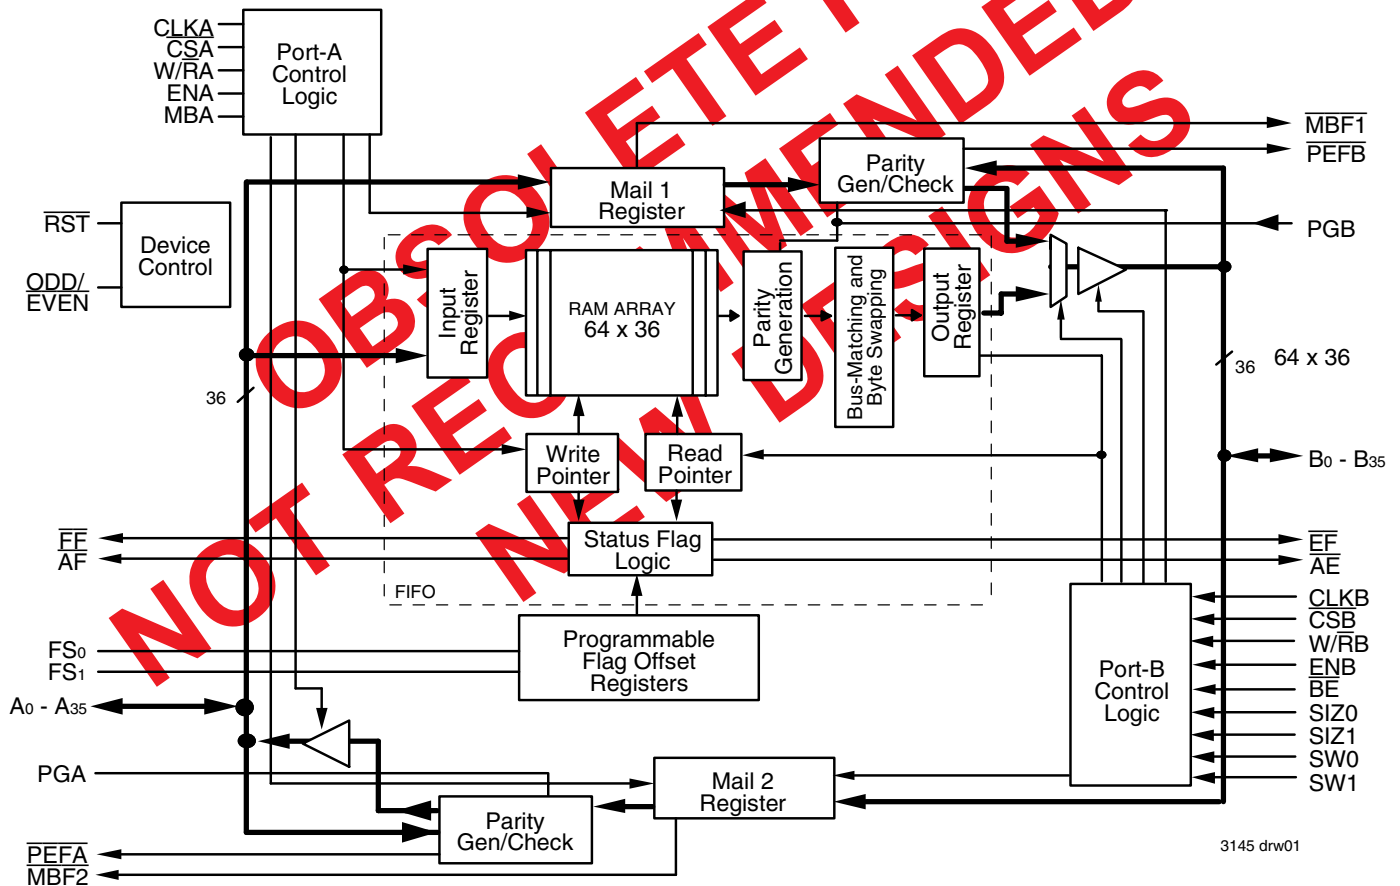 CLKA
CSA
W/RA
ENA
MBA
Port-A
Control
Logic
OBSOLETE
NOT RECOMMENDED
NEW DESIGNS
MBF1
PEFB
Parity
Gen/Check
Mail 1
Register
PGB
RST
ODD/
EVEN
Device
Control
Input
Register
RAM ARRAY
64 x 36
Parity
Generation
Bus-Matching and
Byte Swapping
Output
Register
36
36
64 x 36
Write
Pointer
Read
Pointer
B0 - B35
FF
AF
Status Flag
Logic
EF
AE
FIFO
FS0
FS1
Programmable
Flag Offset
Registers
A0 - A35
Port-B
Control
Logic
CLKB
CSB
W/RB
ENB
BE
SIZ0
SIZ1
SW0
SW1
PGA
Mail 2
Register
Parity
Gen/Check
PEFA
MBF2
3145 drw01